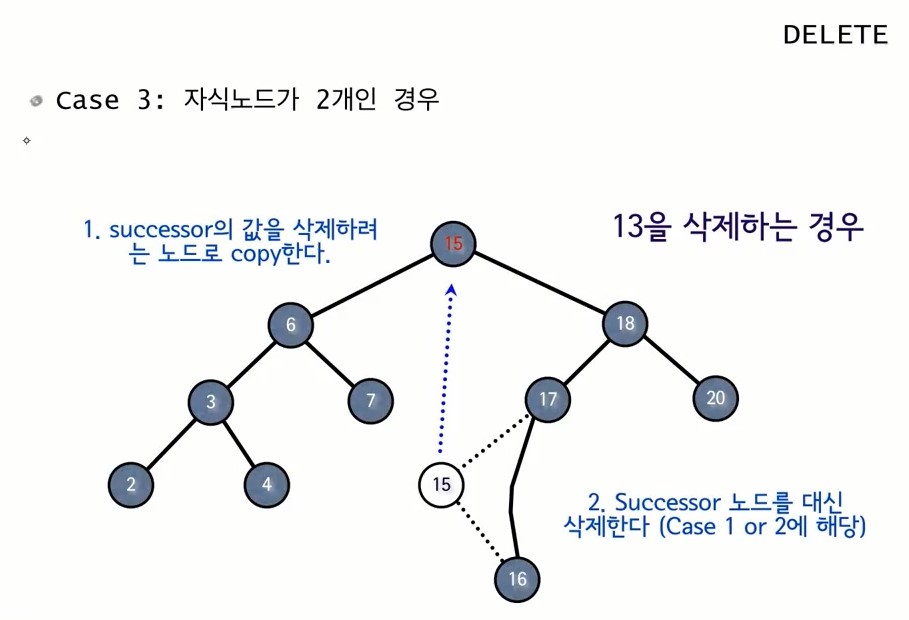 DELETE
Case 3: 자식노드가 2개인 경우
1. successor의 값을 삭제하려
는 노드로 copy한다.
13을 삭제하는 경우
15
6
18
3
7
17
20
2
4
15
2. Successor 노드를 대신
삭제한다 (Case 1 or 2에 해당)
16